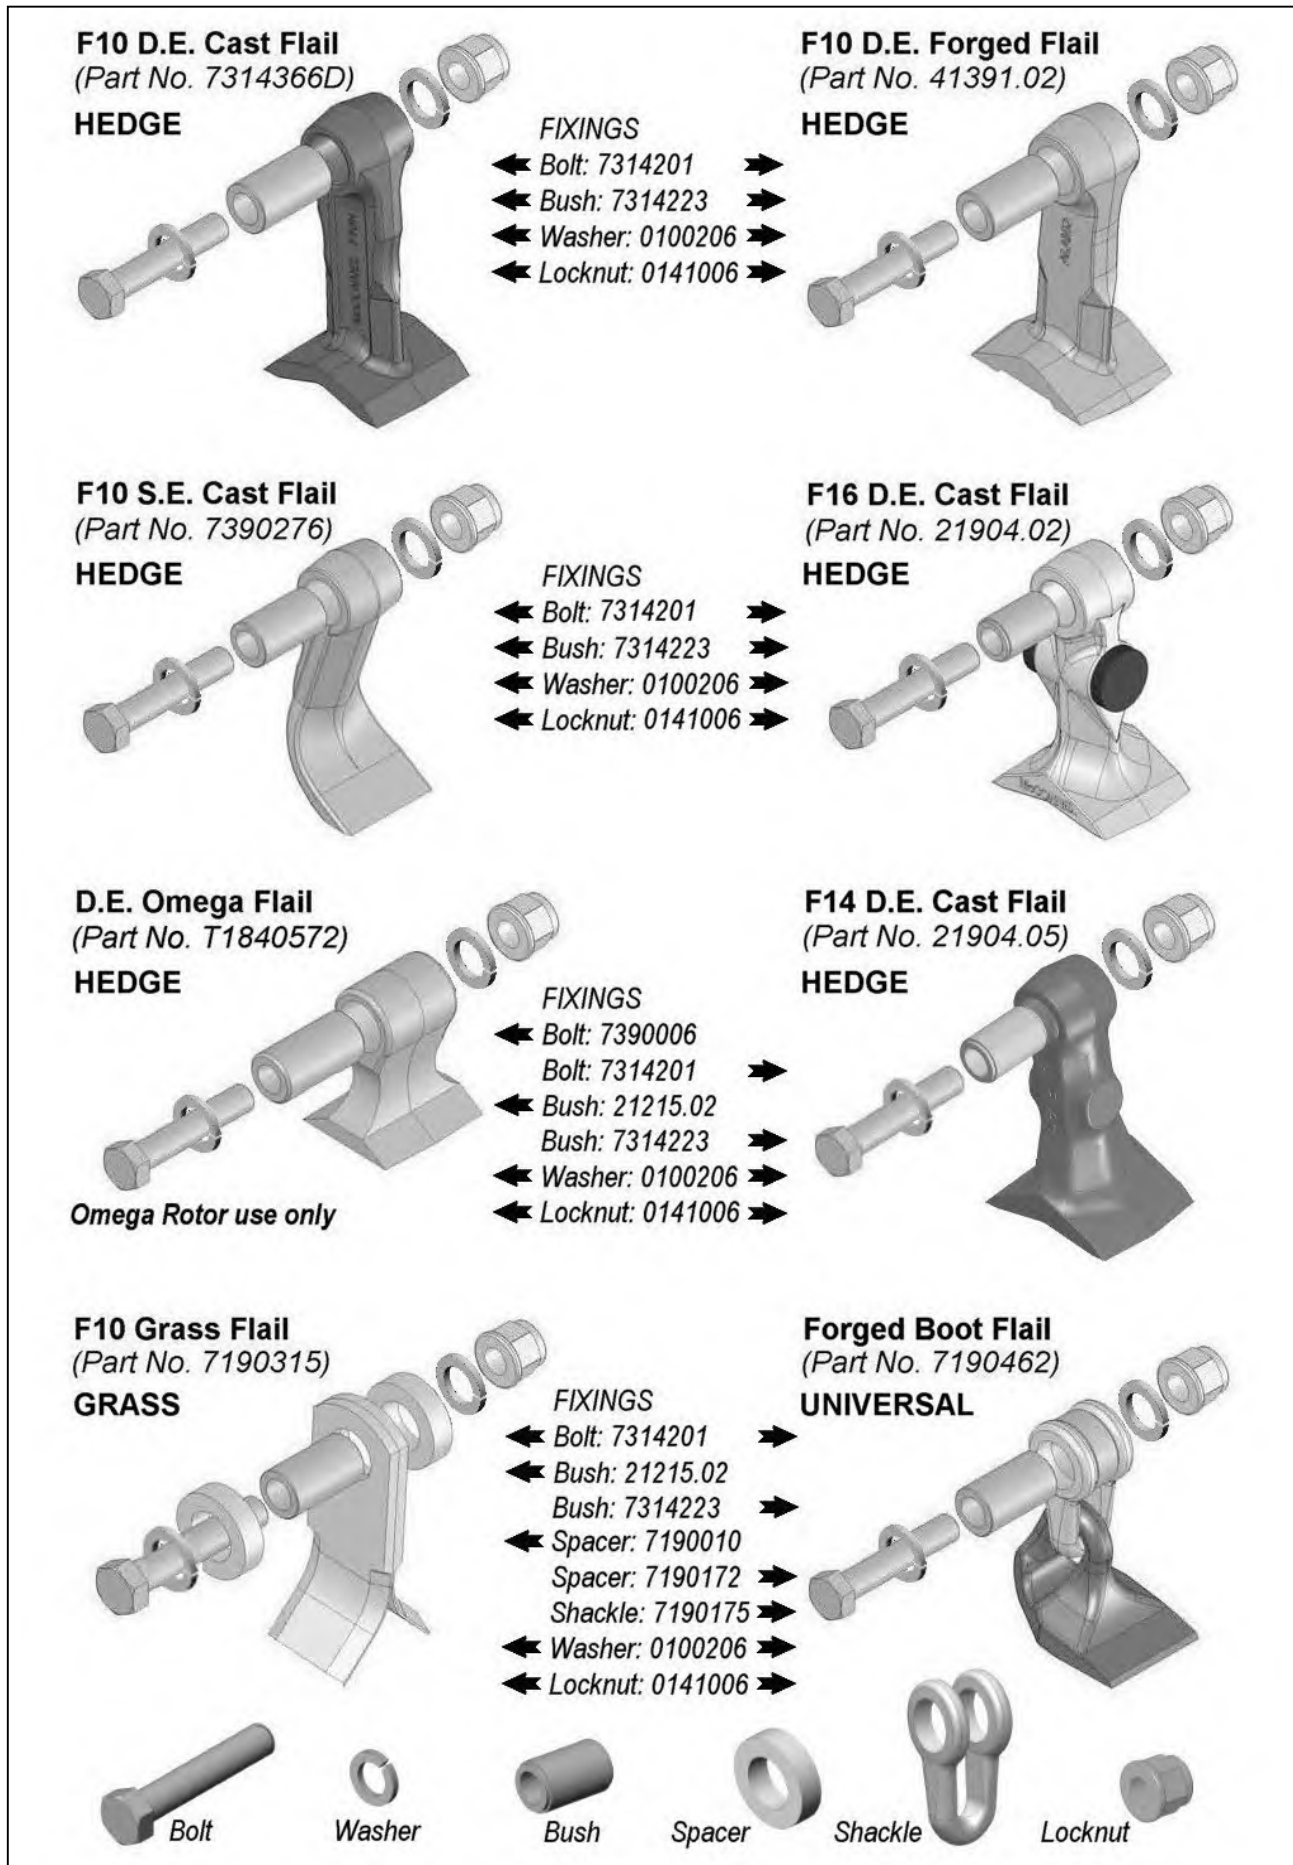 F10 D.E. Cast Flail
(Part No. 7314366D)
HEDGE
F10 D.E. Forged Flail
(Part No. 41391.02)
HEDGE
FIXINGS
Bolt: 7314201
Bush: 7314223
Washer: 0100206
Locknut: 0141006
F10 S.E. Cast Flail
(Part No. 7390276)
HEDGE
F16 D.E. Cast Flail
(Part No. 21904.02)
HEDGE
FIXINGS
Bolt: 7314201
Bush: 7314223
Washer: 0100206
Locknut: 0141006
D.E. Omega Flail
(Part No. T1840572)
HEDGE
Omega Rotor use only
F14 D.E. Cast Flail
(Part No. 21904.05)
HEDGE
FIXINGS
Bolt: 7390006
Bolt: 7314201
Bush: 21215.02
Bush: 7314223
Washer: 0100206
Locknut: 0141006
F10 Grass Flail
(Part No. 7190315)
GRASS
Forged Boot Flail
(Part No. 7190462)
UNIVERSAL
FIXINGS
Bolt: 7314201
Bush: 21215.02
Bush: 7314223
Spacer: 7190010
Spacer: 7190172
Shackle: 7190175
Washer: 0100206
Locknut: 0141006
Bolt
Washer
Bush
Spacer
Shackle
Locknut